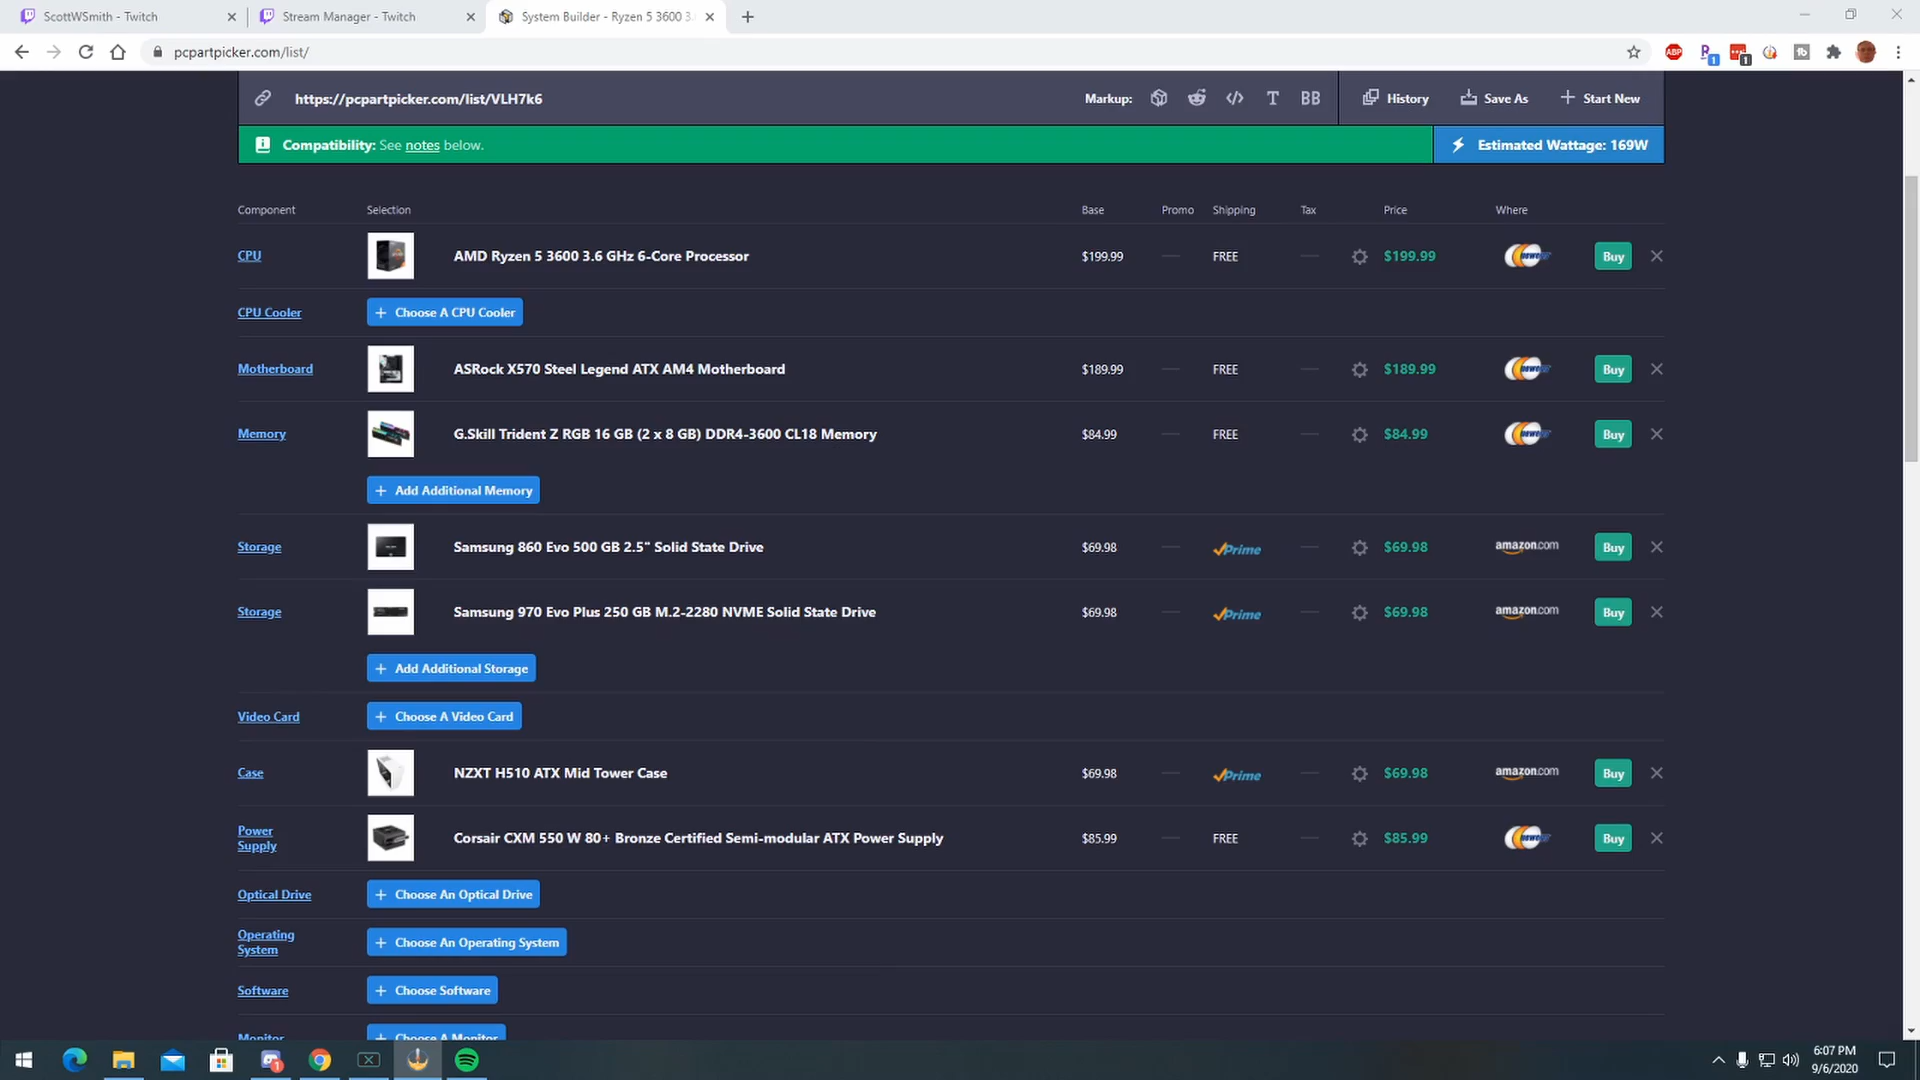 ScottWSmith - Twitch
Stream Manager - Twitch
System Builder - Ryzen 5 3600 3.
pcpartpicker.com/list/
ABP
1
1
https://pcpartpicker.com/list/VLH7k6
Markup:
T
BB
History
Save As
Start New
Compatibility: See notes below.
Estimated Wattage: 169W
Component Selection Base Promo Shipping Tax Price Where
CPU AMD Ryzen 5 3600 3.6 GHz 6-Core Processor $199.99 FREE $199.99 Buy
CPU Cooler + Choose A CPU Cooler
Motherboard ASRock X570 Steel Legend ATX AM4 Motherboard $189.99 FREE $189.99 Buy
Memory G.Skill Trident Z RGB 16 GB (2 x 8 GB) DDR4-3600 CL18 Memory $84.99 FREE $84.99 Buy
+ Add Additional Memory
Storage Samsung 860 Evo 500 GB 2.5" Solid State Drive $69.98 Prime $69.98 amazon.com Buy
Storage Samsung 970 Evo Plus 250 GB M.2-2280 NVME Solid State Drive $69.98 Prime $69.98 amazon.com Buy
+ Add Additional Storage
Video Card + Choose A Video Card
Case NZXT H510 ATX Mid Tower Case $69.98 Prime $69.98 amazon.com Buy
Power
Supply
Corsair CXM 550 W 80+ Bronze Certified Semi-modular ATX Power Supply $85.99 FREE $85.99 Buy
Optical Drive + Choose An Optical Drive
Operating
System
+ Choose An Operating System
Software + Choose Software
Monitor + Choose A Monitor
1
6:07 PM
9/6/2020